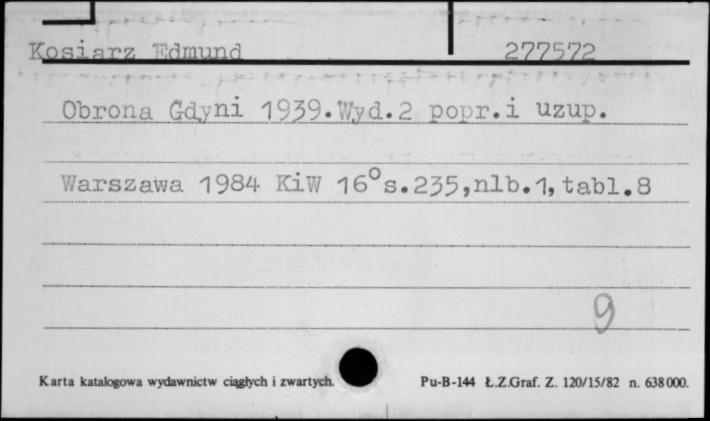 Kosiarz Edmund 277572
Obrona Gdyni 1939.Wyd.2 popr.i uzup.
Warszawa 1984 KiW 16° s.235,nlb.1,tabl.8
9
Karta katalogowa wydawnictw ciągłych i zwartych. Pu-B-144 Ł.Z.Graf. Z. 120/15/82 n. 638000.